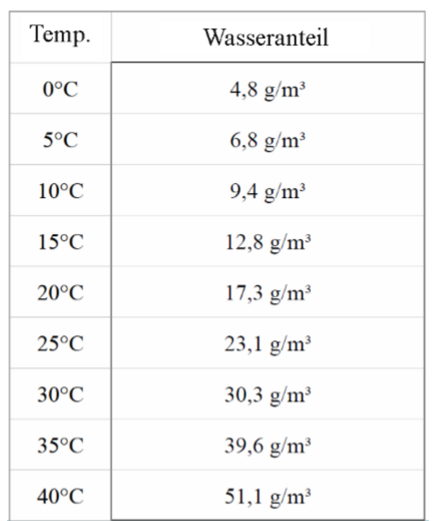 Temp. Wasseranteil
0°C 4,8 g/m³
5°C 6,8 g/m³
10°C 9,4 g/m³
15°C 12,8 g/m³
20°C 17,3 g/m³
25°C 23,1 g/m³
30°C 30,3 g/m³
35°C 39,6 g/m³
40°C 51,1 g/m³